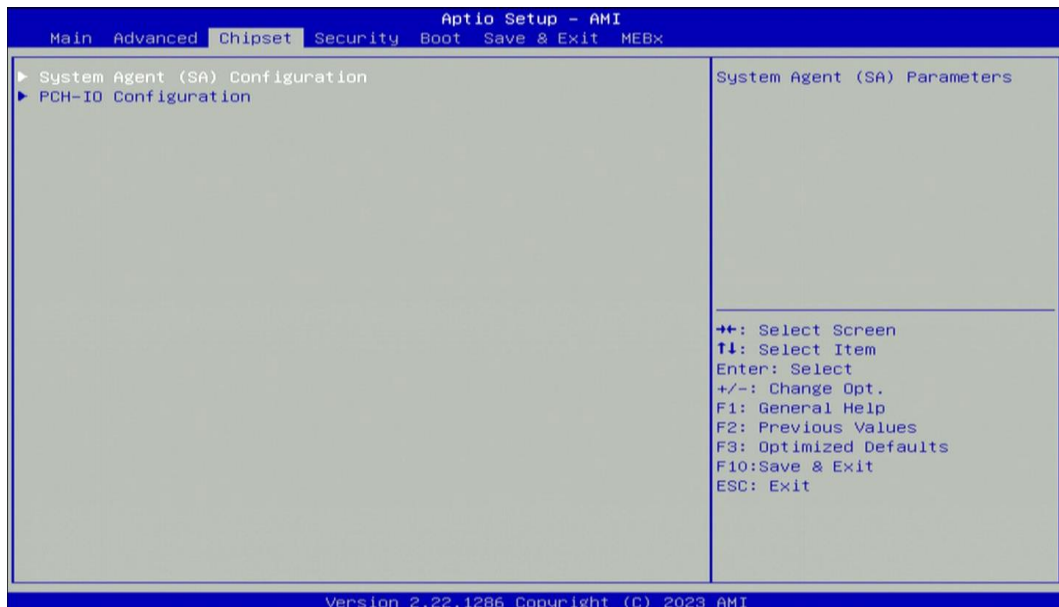 Aptio Setup – AMI
Main Advanced Chipset Security Boot Save & Exit MEBx
▶ System Agent (SA) Configuration
▶ PCH-IO Configuration
System Agent (SA) Parameters
→←: Select Screen
↑↓: Select Item
Enter: Select
+/-: Change Opt.
F1: General Help
F2: Previous Values
F3: Optimized Defaults
F10:Save & Exit
ESC: Exit
Version 2.22.1286 Copyright (C) 2023 AMI